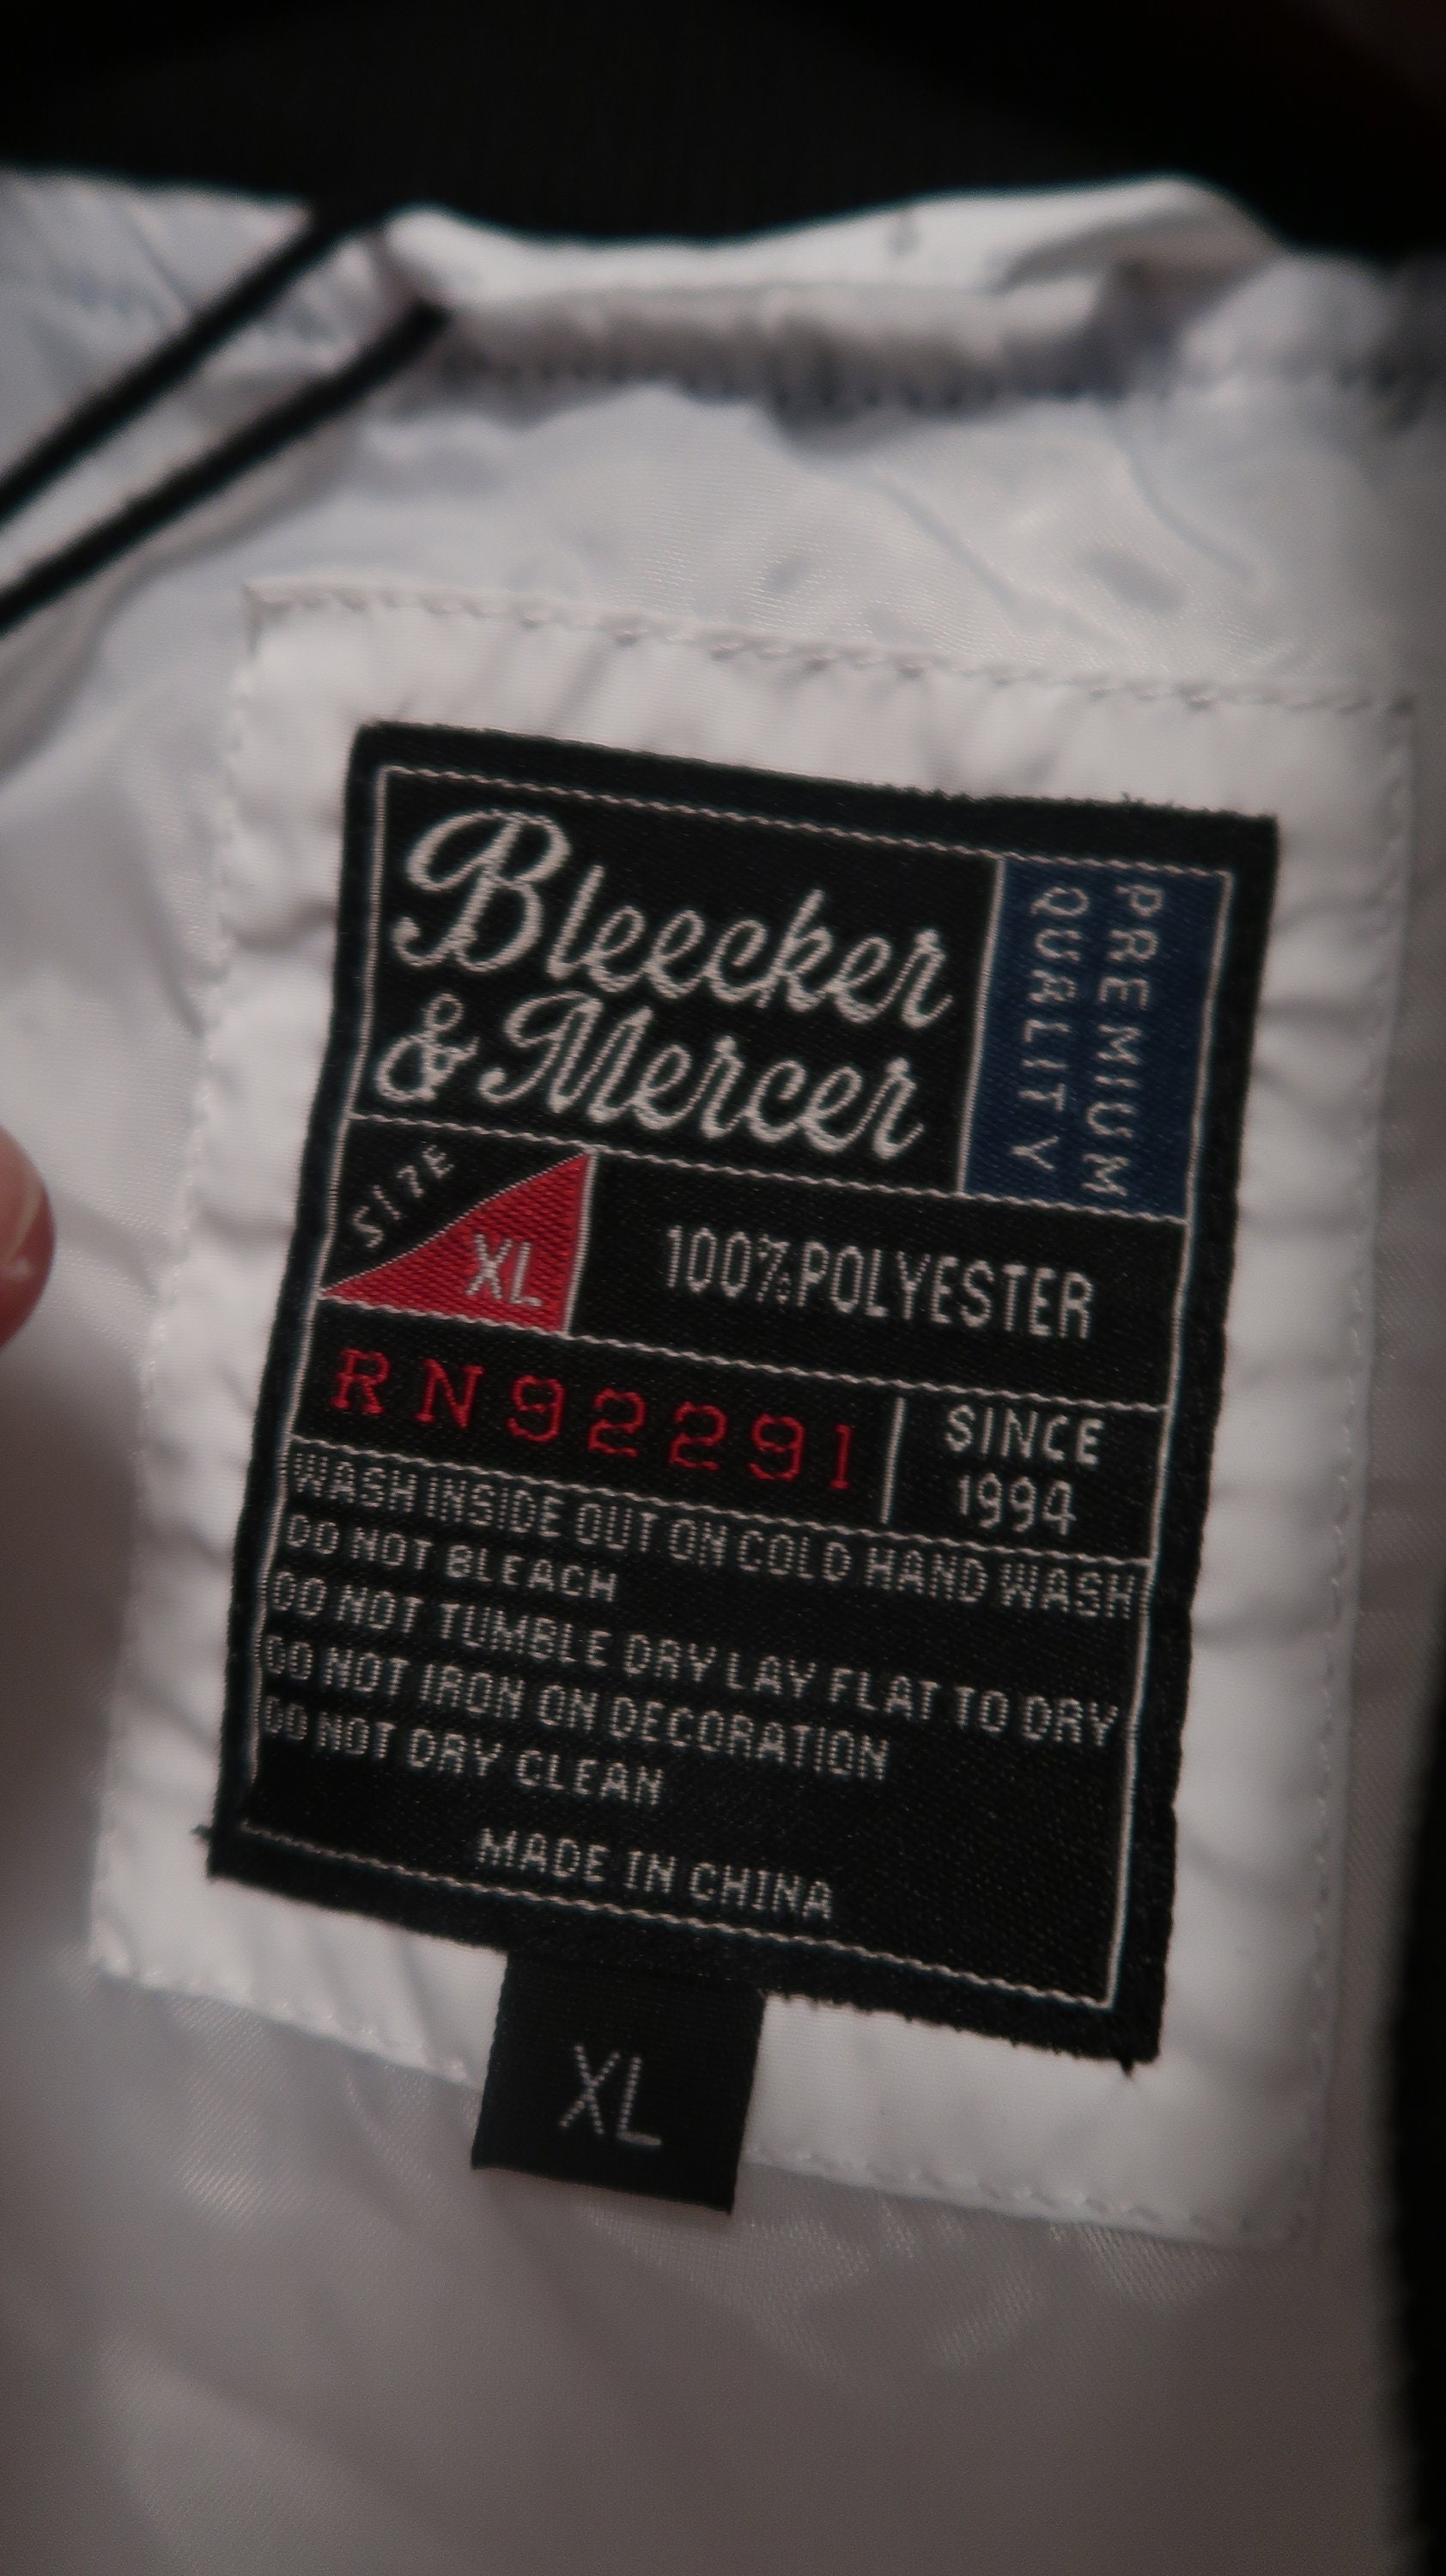 Bleecker
& Mercer
PREMIUM
QUALITY
SIZE
XL
100% POLYESTER
RN92291
SINCE
1994
WASH INSIDE OUT ON COLD HAND WASH
DO NOT BLEACH
DO NOT TUMBLE DRY LAY FLAT TO DRY
DO NOT IRON ON DECORATION
DO NOT DRY CLEAN
MADE IN CHINA
XL